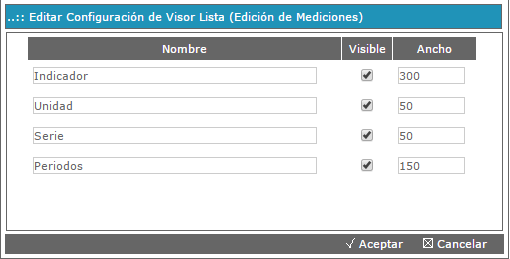 ..:: Editar Configuración de Visor Lista (Edición de Mediciones)
Nombre Visible Ancho
Indicador 300
Unidad 50
Serie 50
Periodos 150
Aceptar Cancelar